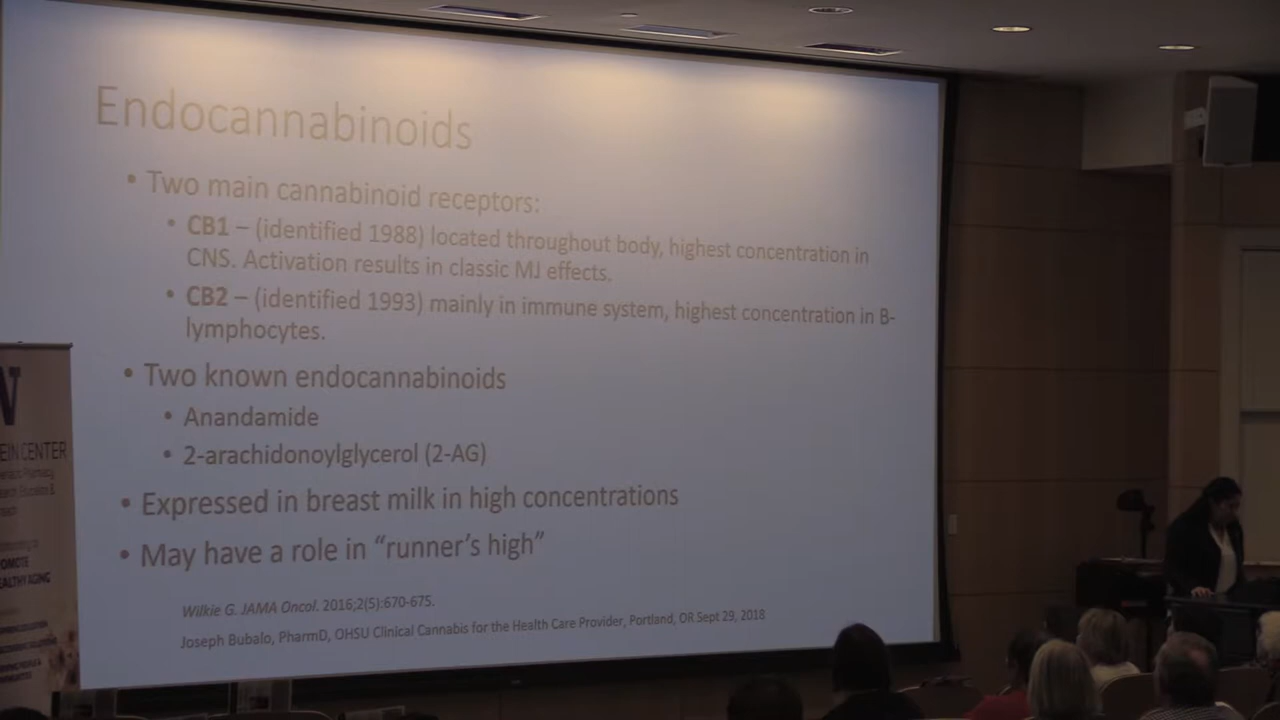 Endocannabinoids
• Two main cannabinoid receptors:
• CB1 – (identified 1988) located throughout body, highest concentration in
CNS. Activation results in classic MJ effects.
• CB2 – (identified 1993) mainly in immune system, highest concentration in B-
lymphocytes.
• Two known endocannabinoids
• Anandamide
• 2-arachidonoylglycerol (2-AG)
• Expressed in breast milk in high concentrations
• May have a role in “runner’s high”
Wilkie G. JAMA Oncol. 2016;2(5):670-675.
Joseph Bubalo, PharmD, OHSU Clinical Cannabis for the Health Care Provider, Portland, OR Sept 29, 2018
W
EIN CENTER